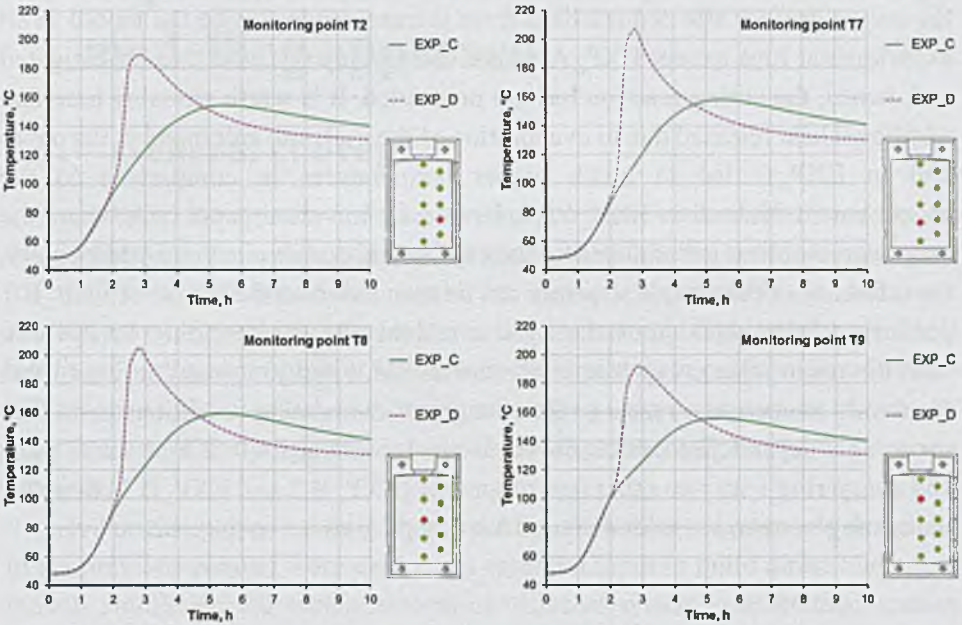 Monitoring point T2
EXP_C
EXP_D
Temperature, °C
220
200
180
160
140
120
100
80
60
40
0 1 2 3 4 5 6 7 8 9 10
Time, h
Monitoring point T7
EXP_C
EXP_D
Temperature, °C
220
200
180
160
140
120
100
80
60
40
0 1 2 3 4 5 6 7 8 9 10
Time, h
Monitoring point T8
EXP_C
EXP_D
Temperature, °C
220
200
180
160
140
120
100
80
60
40
0 1 2 3 4 5 6 7 8 9 10
Time, h
Monitoring point T9
EXP_C
EXP_D
Temperature, °C
220
200
180
160
140
120
100
80
60
40
0 1 2 3 4 5 6 7 8 9 10
Time, h